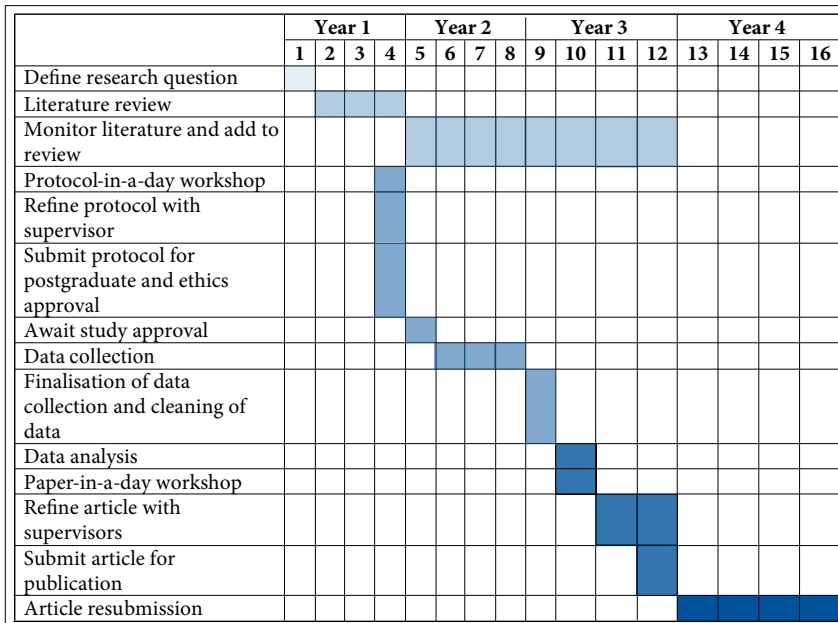 Year 1 Year 2 Year 3 Year 4
1 2 3 4 5 6 7 8 9 10 11 12 13 14 15 16
Define research question
Literature review
Monitor literature and add to
review
Protocol-in-a-day workshop
Refine protocol with
supervisor
Submit protocol for
postgraduate and ethics
approval
Await study approval
Data collection
Finalisation of data
collection and cleaning of
data
Data analysis
Paper-in-a-day workshop
Refine article with
supervisors
Submit article for
publication
Article resubmission